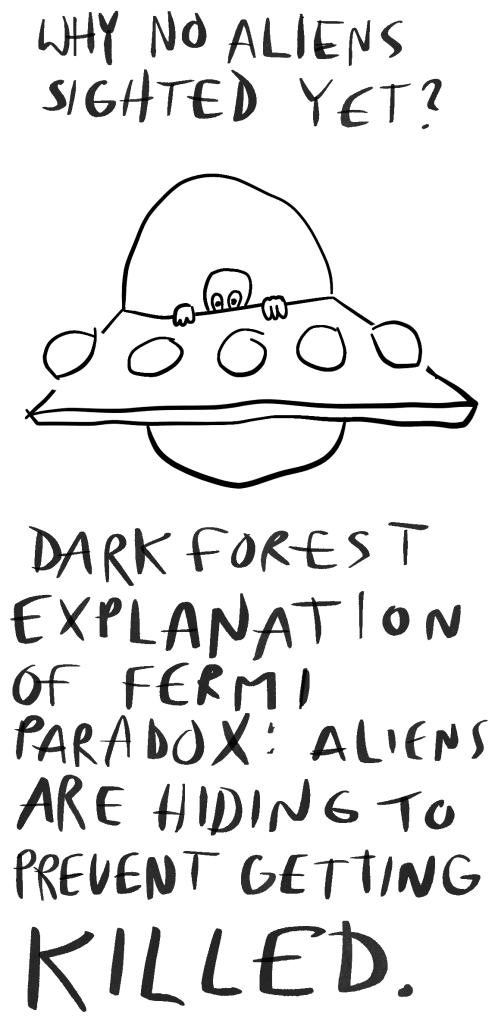 WHY NO ALIENS
SIGHTED YET?
DARK FOREST
EXPLANATION
OF FERMI
PARADOX: ALIENS
ARE HIDING TO
PREVENT GETTING
KILLED.